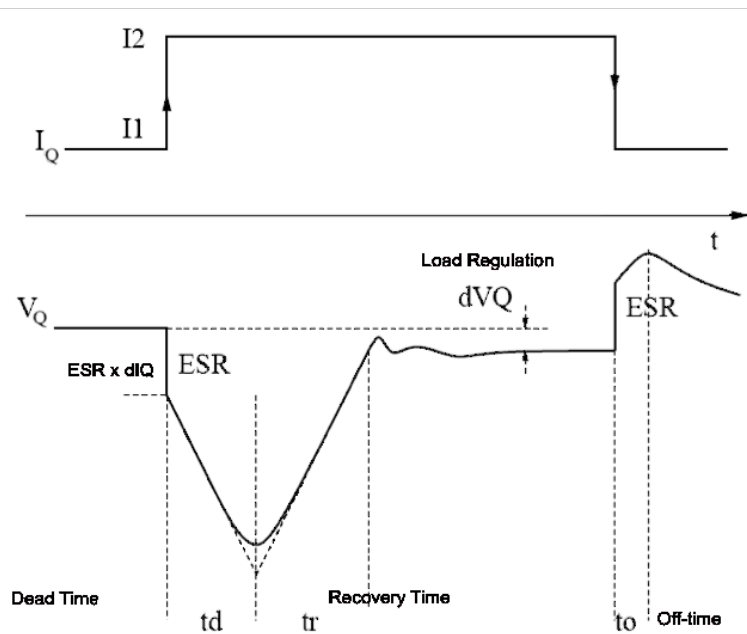 I2
I1
IQ
t
Load Regulation
dVQ
VQ
ESR
ESR x dIQ
ESR
Dead Time
td
tr
Recovery Time
to
Off-time